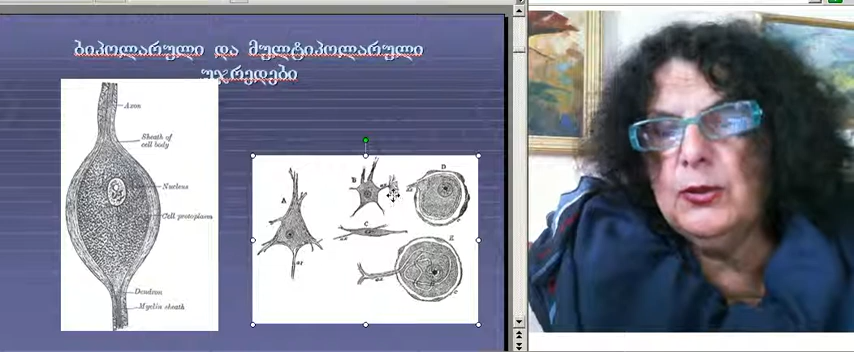 ბიპოლარული და მულტიპოლარული
უჯრედები
Axon
Sheath of
cell body
Nucleus
Cell protoplasm
Dendron
Myelin sheath
A
B
C
D
E